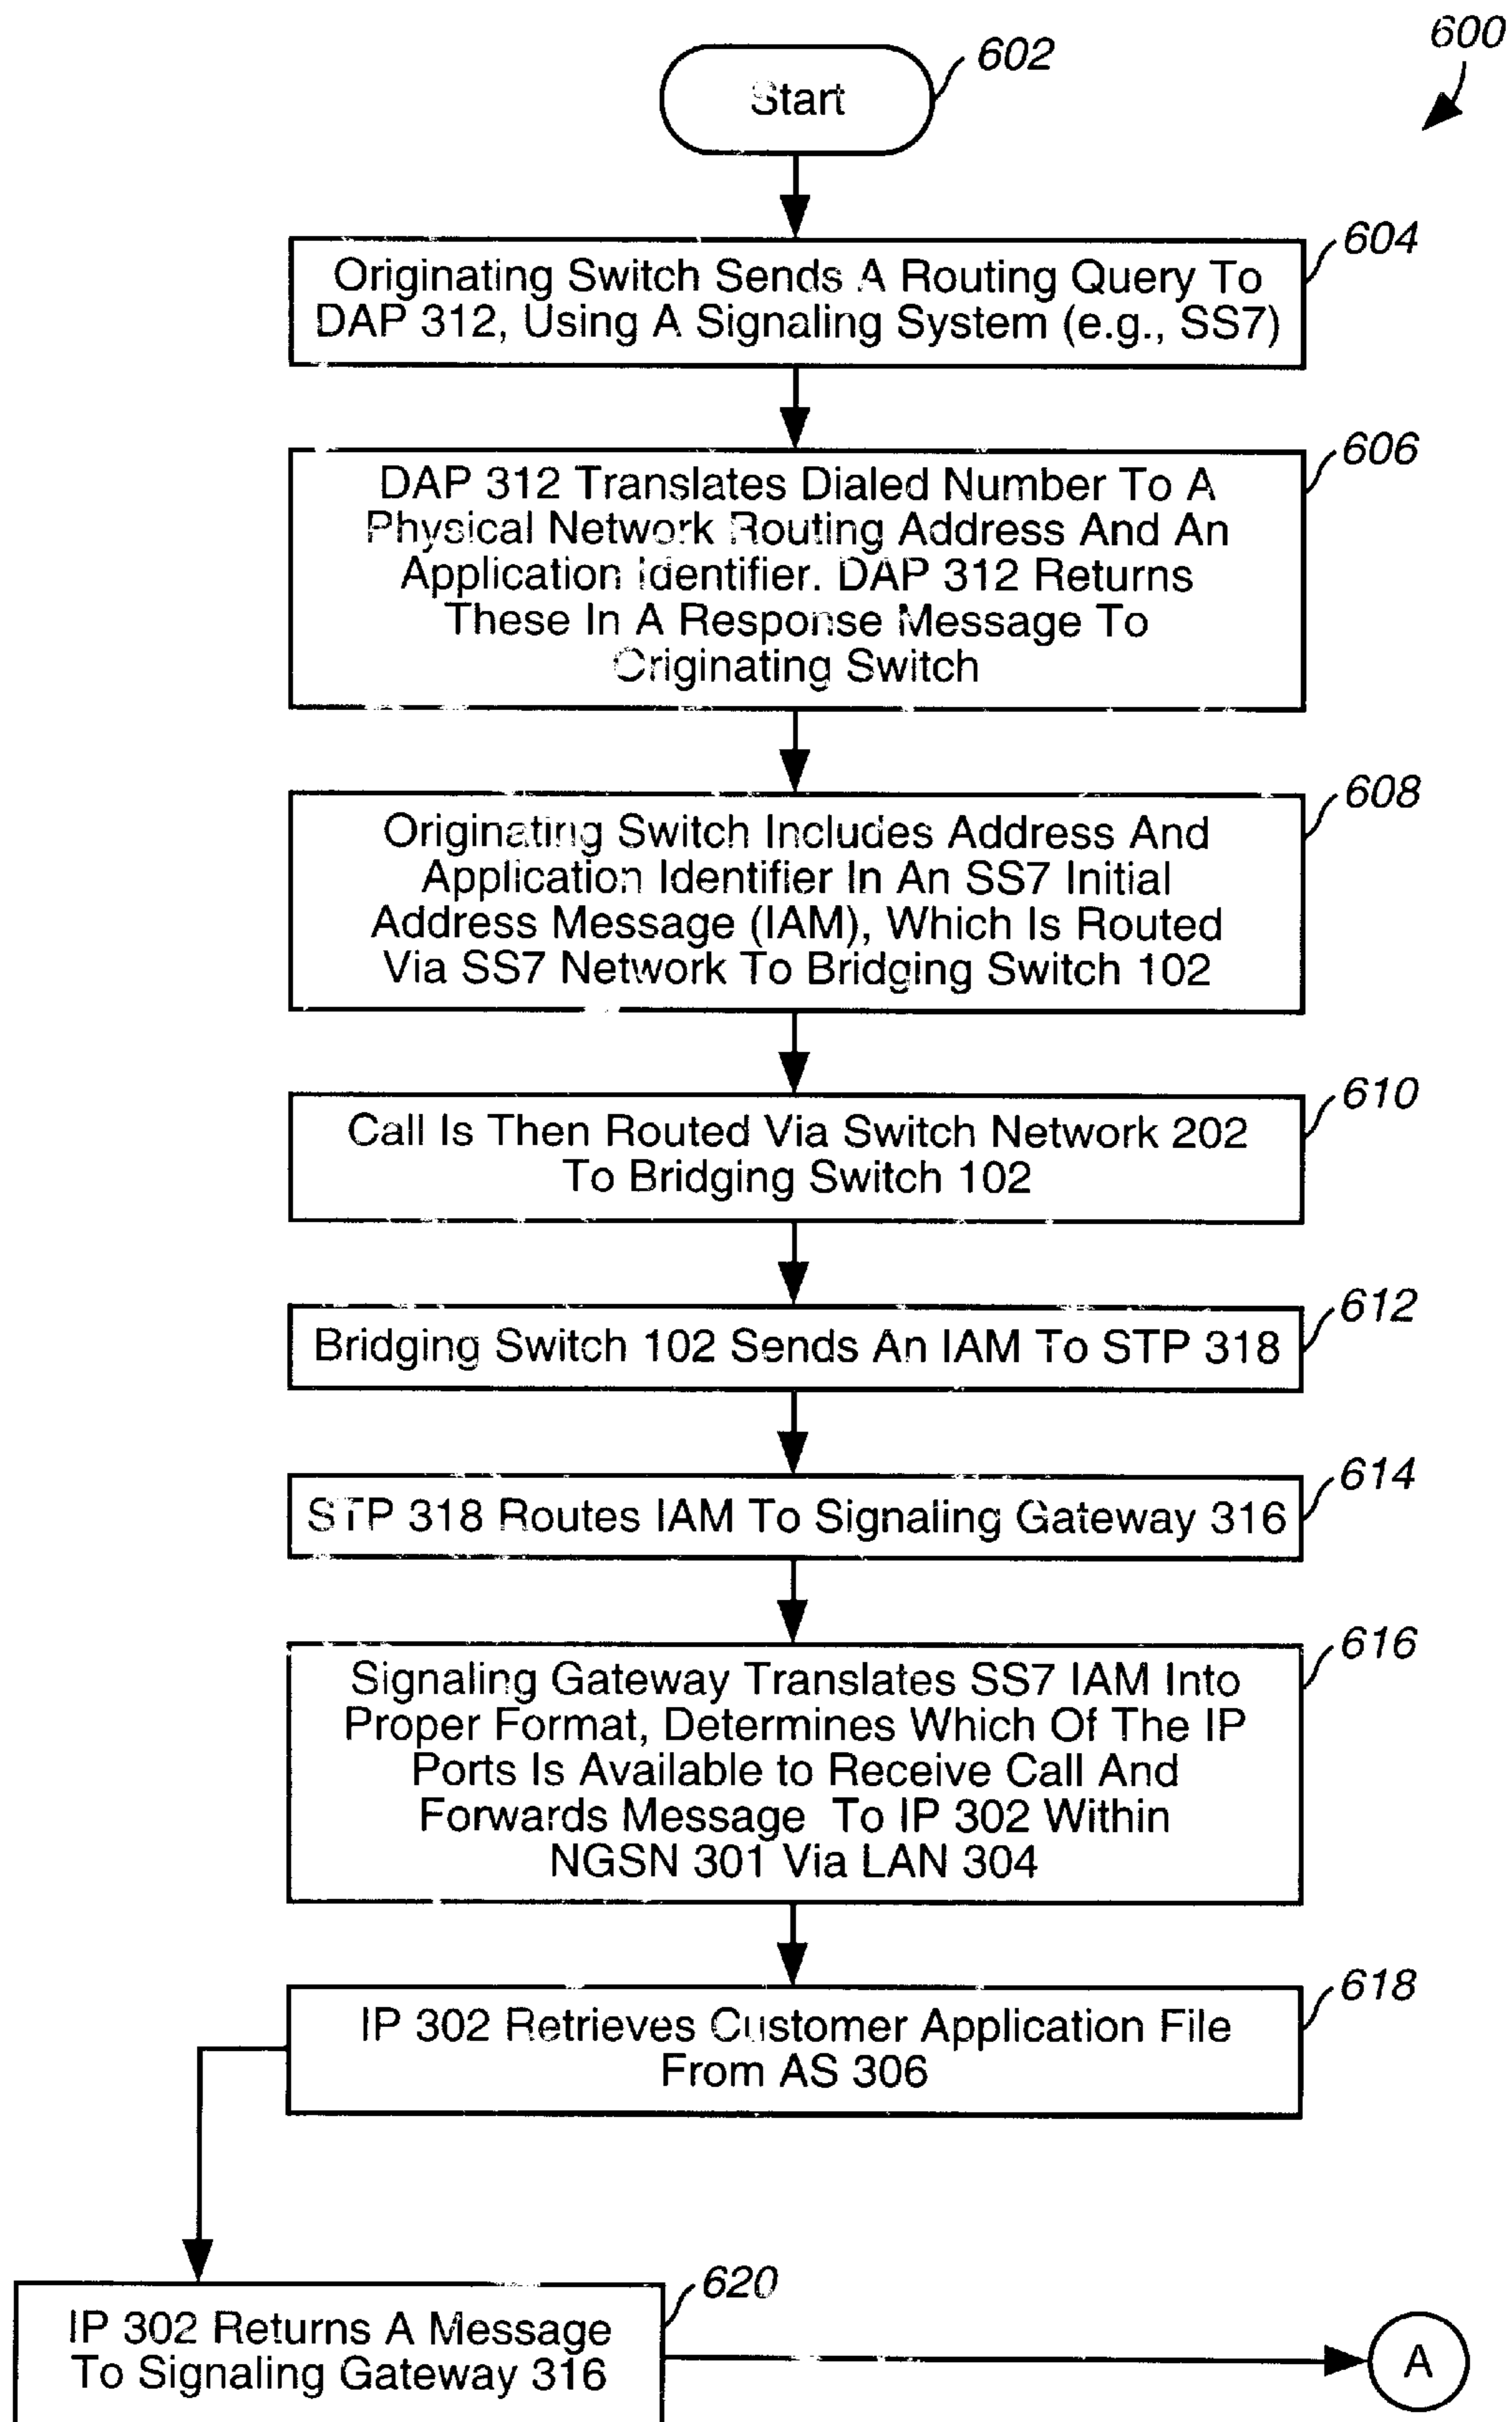 600
602
Start
604
Originating Switch Sends A Routing Query To
DAP 312, Using A Signaling System (e.g., SS7)
606
DAP 312 Translates Dialed Number To A
Physical Network Routing Address And An
Application Identifier. DAP 312 Returns
These In A Response Message To
Originating Switch
608
Originating Switch Includes Address And
Application Identifier In An SS7 Initial
Address Message (IAM), Which Is Routed
Via SS7 Network To Bridging Switch 102
610
Call Is Then Routed Via Switch Network 202
To Bridging Switch 102
612
Bridging Switch 102 Sends An IAM To STP 318
614
STP 318 Routes IAM To Signaling Gateway 316
616
Signaling Gateway Translates SS7 IAM Into
Proper Format, Determines Which Of The IP
Ports Is Available to Receive Call And
Forwards Message To IP 302 Within
NGSN 301 Via LAN 304
618
IP 302 Retrieves Customer Application File
From AS 306
620
IP 302 Returns A Message
To Signaling Gateway 316
A